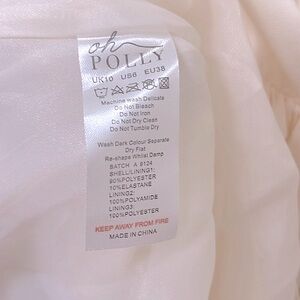 oh
POLLY
UK10 US6 EU38
Machine Wash Delicate
Do Not Bleach
Do Not Iron
Do Not Dry Clean
Do Not Tumble Dry
Wash Dark Colour Separate
Dry Flat
Re-shape Whilst Damp
BATCH A 9124
SHELL/LINING1:
90%POLYESTER
10%ELASTANE
LINING2:
100%POLYAMIDE
LINING3:
100%POLYESTER
KEEP AWAY FROM FIRE
MADE IN CHINA